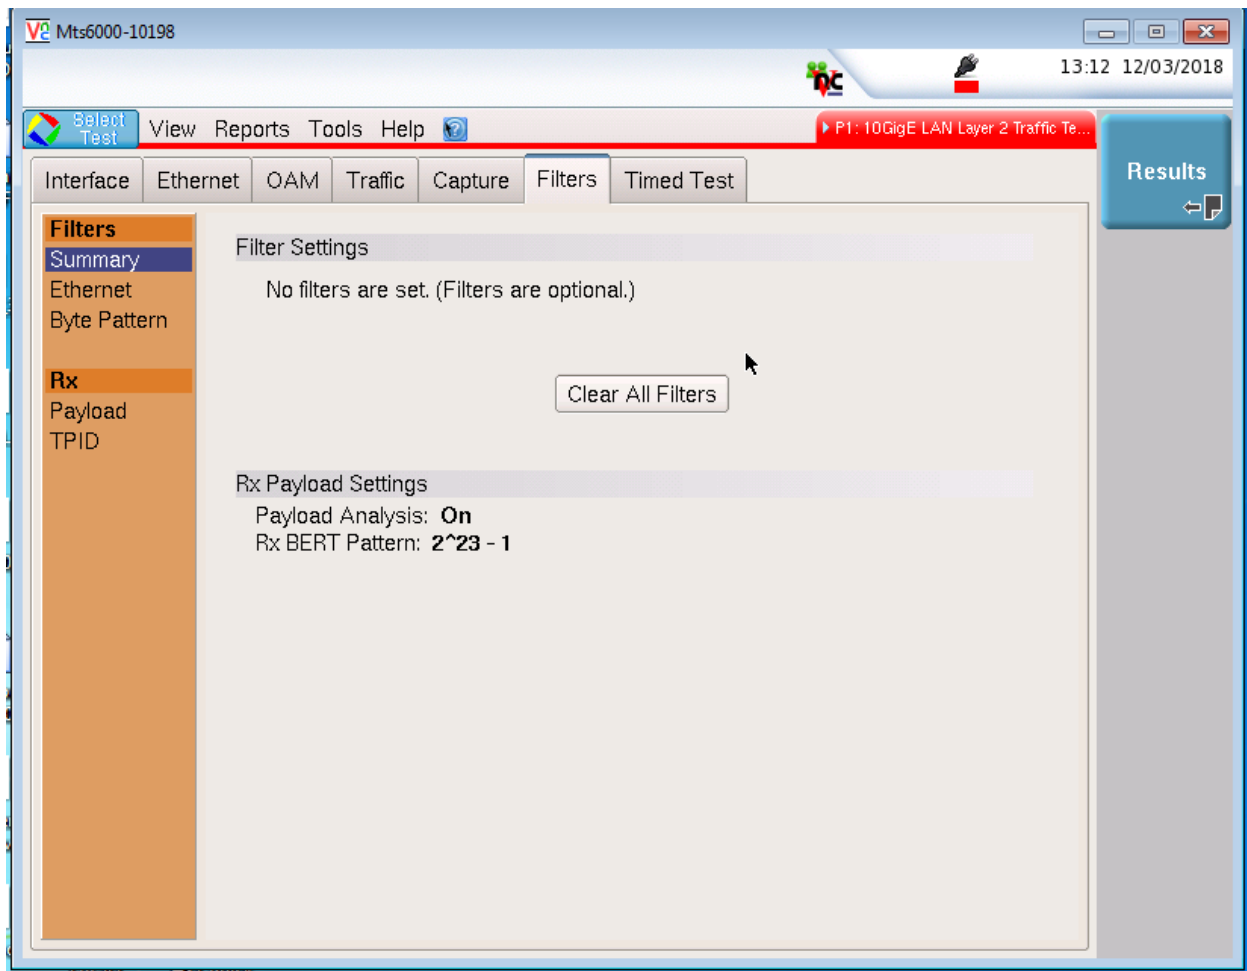 Mts6000-10198
13:12 12/03/2018
Select Test View Reports Tools Help P1: 10GigE LAN Layer 2 Traffic Te...
Results
Interface Ethernet OAM Traffic Capture Filters Timed Test
Filters
Summary
Ethernet
Byte Pattern
Rx
Payload
TPID
Filter Settings
No filters are set. (Filters are optional.)
Clear All Filters
Rx Payload Settings
Payload Analysis: On
Rx BERT Pattern: 2^23 - 1